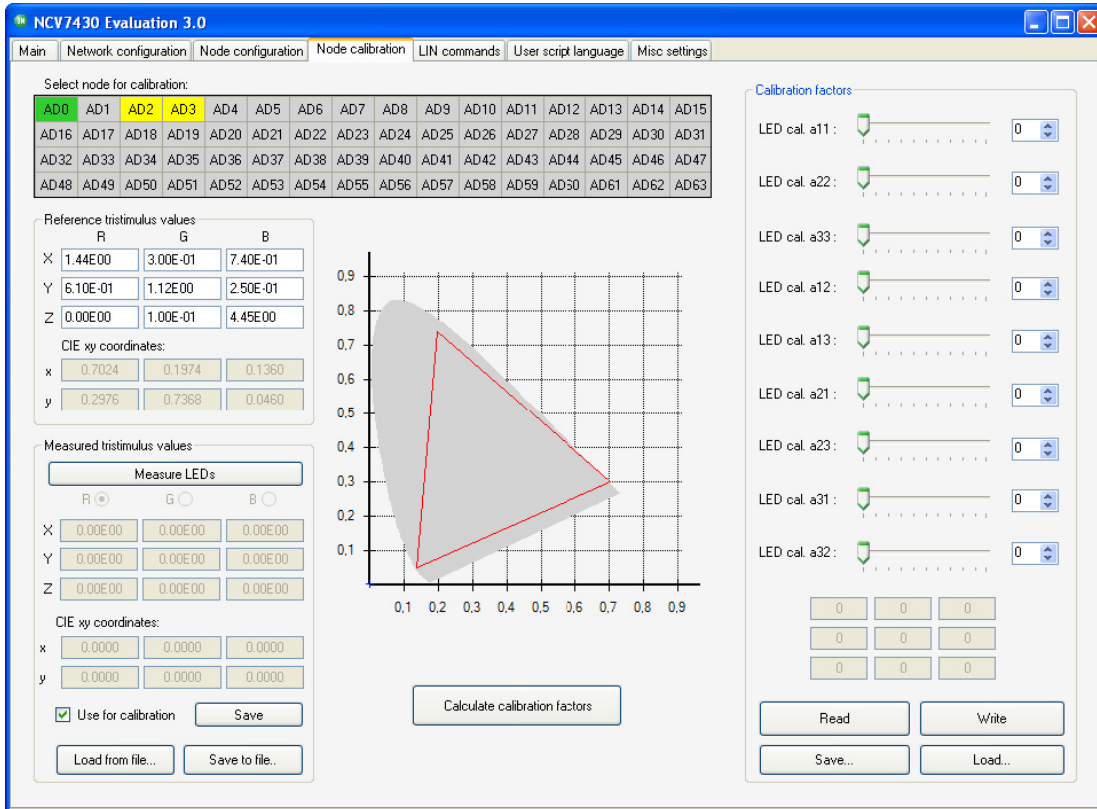 NCV7430 Evaluation 3.0
Main Network configuration Node configuration Node calibration LIN commands User script language Misc settings
Select node for calibration:
AD0 AD1 AD2 AD3 AD4 AD5 AD6 AD7 AD8 AD9 AD10 AD11 AD12 AD13 AD14 AD15
AD16 AD17 AD18 AD19 AD20 AD21 AD22 AD23 AD24 AD25 AD26 AD27 AD28 AD29 AD30 AD31
AD32 AD33 AD34 AD35 AD36 AD37 AD38 AD39 AD40 AD41 AD42 AD43 AD44 AD45 AD46 AD47
AD48 AD49 AD50 AD51 AD52 AD53 AD54 AD55 AD56 AD57 AD58 AD59 AD60 AD61 AD62 AD63
Reference tristimulus values
R G B
X 1.44E00 3.00E-01 7.40E-01
Y 6.10E-01 1.12E00 2.50E-01
Z 0.00E00 1.00E-01 4.45E00
CIE xy coordinates:
x 0.7024 0.1974 0.1360
y 0.2976 0.7368 0.0460
Measured tristimulus values
Measure LEDs
R G B
X 0.00E00 0.00E00 0.00E00
Y 0.00E00 0.00E00 0.00E00
Z 0.00E00 0.00E00 0.00E00
CIE xy coordinates:
x 0.0000 0.0000 0.0000
y 0.0000 0.0000 0.0000
Use for calibration Save
Load from file... Save to file..
0,9
0,8
0,7
0,6
0,5
0,4
0,3
0,2
0,1
0,1 0,2 0,3 0,4 0,5 0,6 0,7 0,8 0,9
Calculate calibration factors
Calibration factors
LED cal. a11 : 0
LED cal. a22 : 0
LED cal. a33 : 0
LED cal. a12 : 0
LED cal. a13 : 0
LED cal. a21 : 0
LED cal. a23 : 0
LED cal. a31 : 0
LED cal. a32 : 0
0 0 0
0 0 0
0 0 0
Read Write
Save... Load...